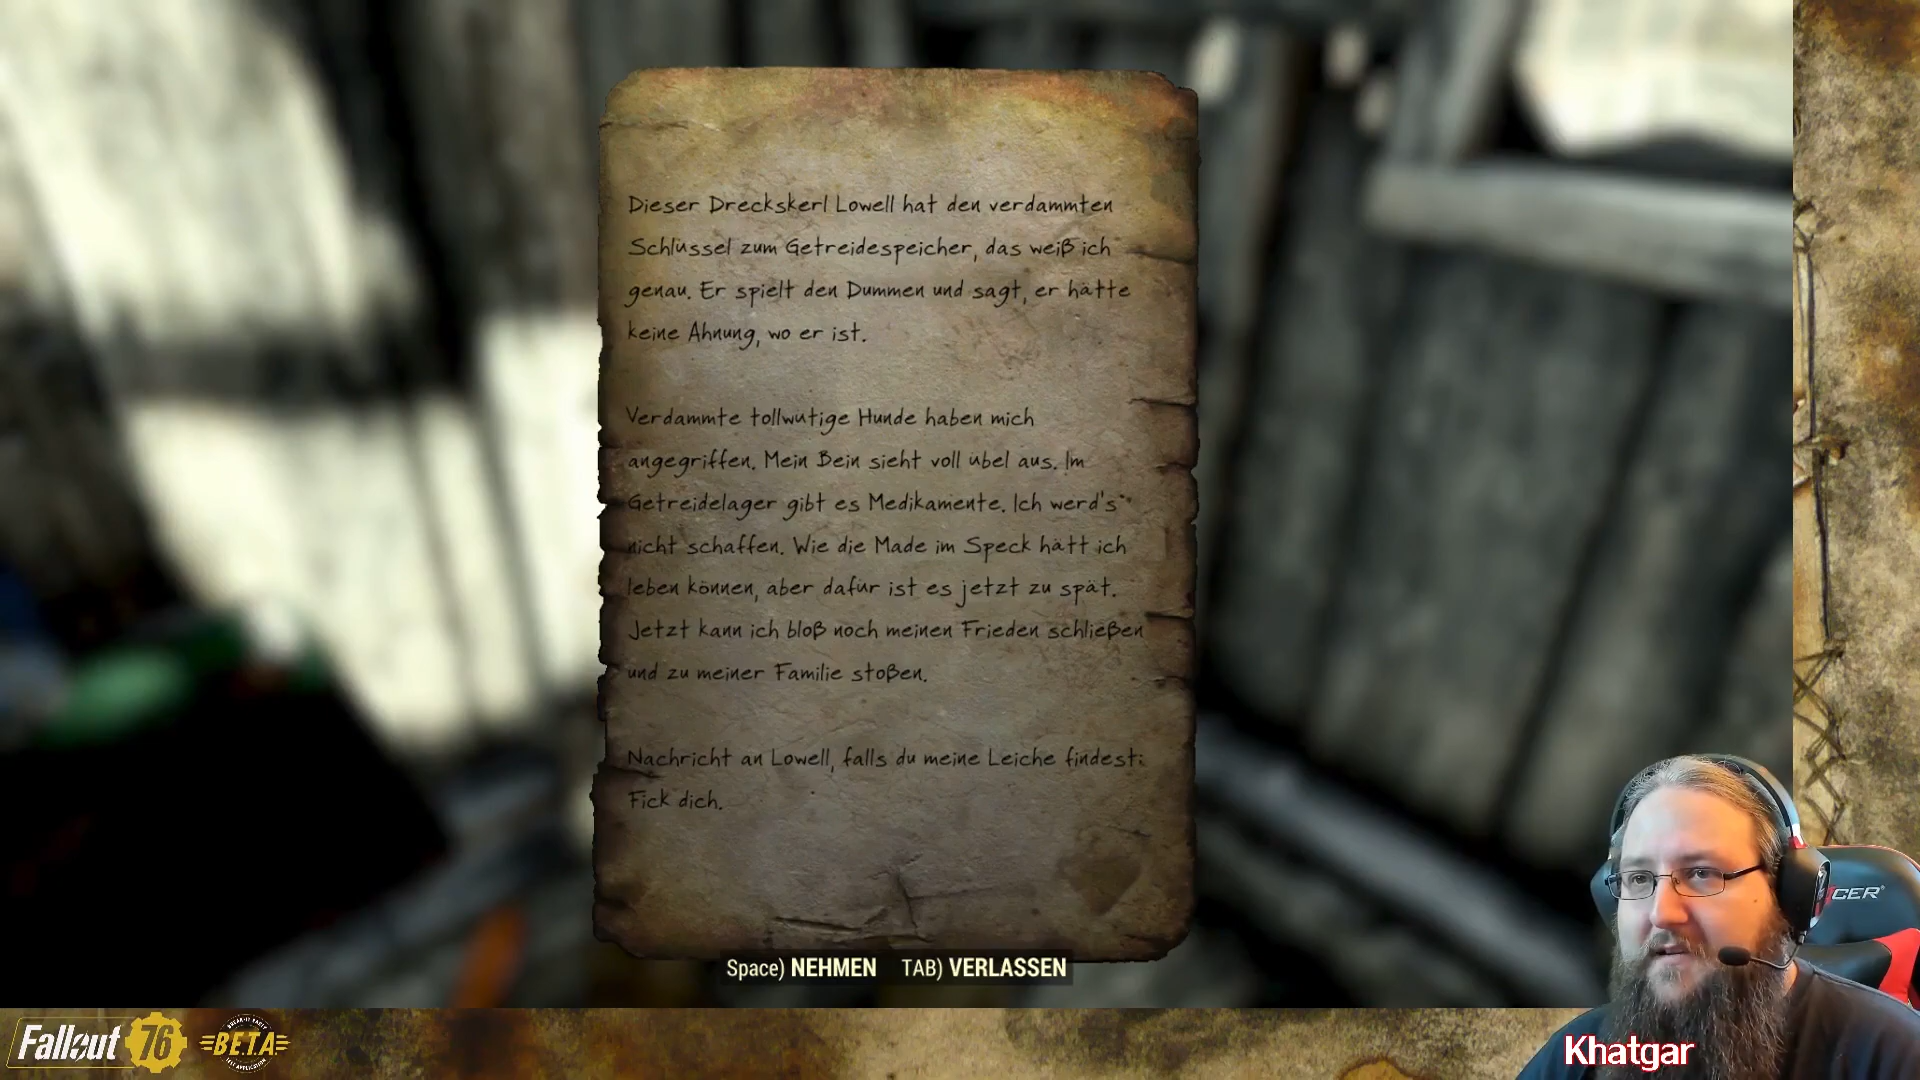 Dieser Dreckskerl Lowell hat den verdammten
Schlüssel zum Getreidespeicher, das weiß ich
genau. Er spielt den Dummen und sagt, er hätte
keine Ahnung, wo er ist.
Verdammte tollwütige Hunde haben mich
angegriffen. Mein Bein sieht voll übel aus. Im
Getreidelager gibt es Medikamente. Ich werd's
nicht schaffen. Wie die Made im Speck hätt ich
leben können, aber dafür ist es jetzt zu spät.
Jetzt kann ich bloß noch meinen Frieden schließen
und zu meiner Familie stoßen.
Nachricht an Lowell, falls du meine Leiche findest:
Fick dich.
Space) NEHMEN TAB) VERLASSEN
Fallout 76
B.E.T.A.
Khatgar